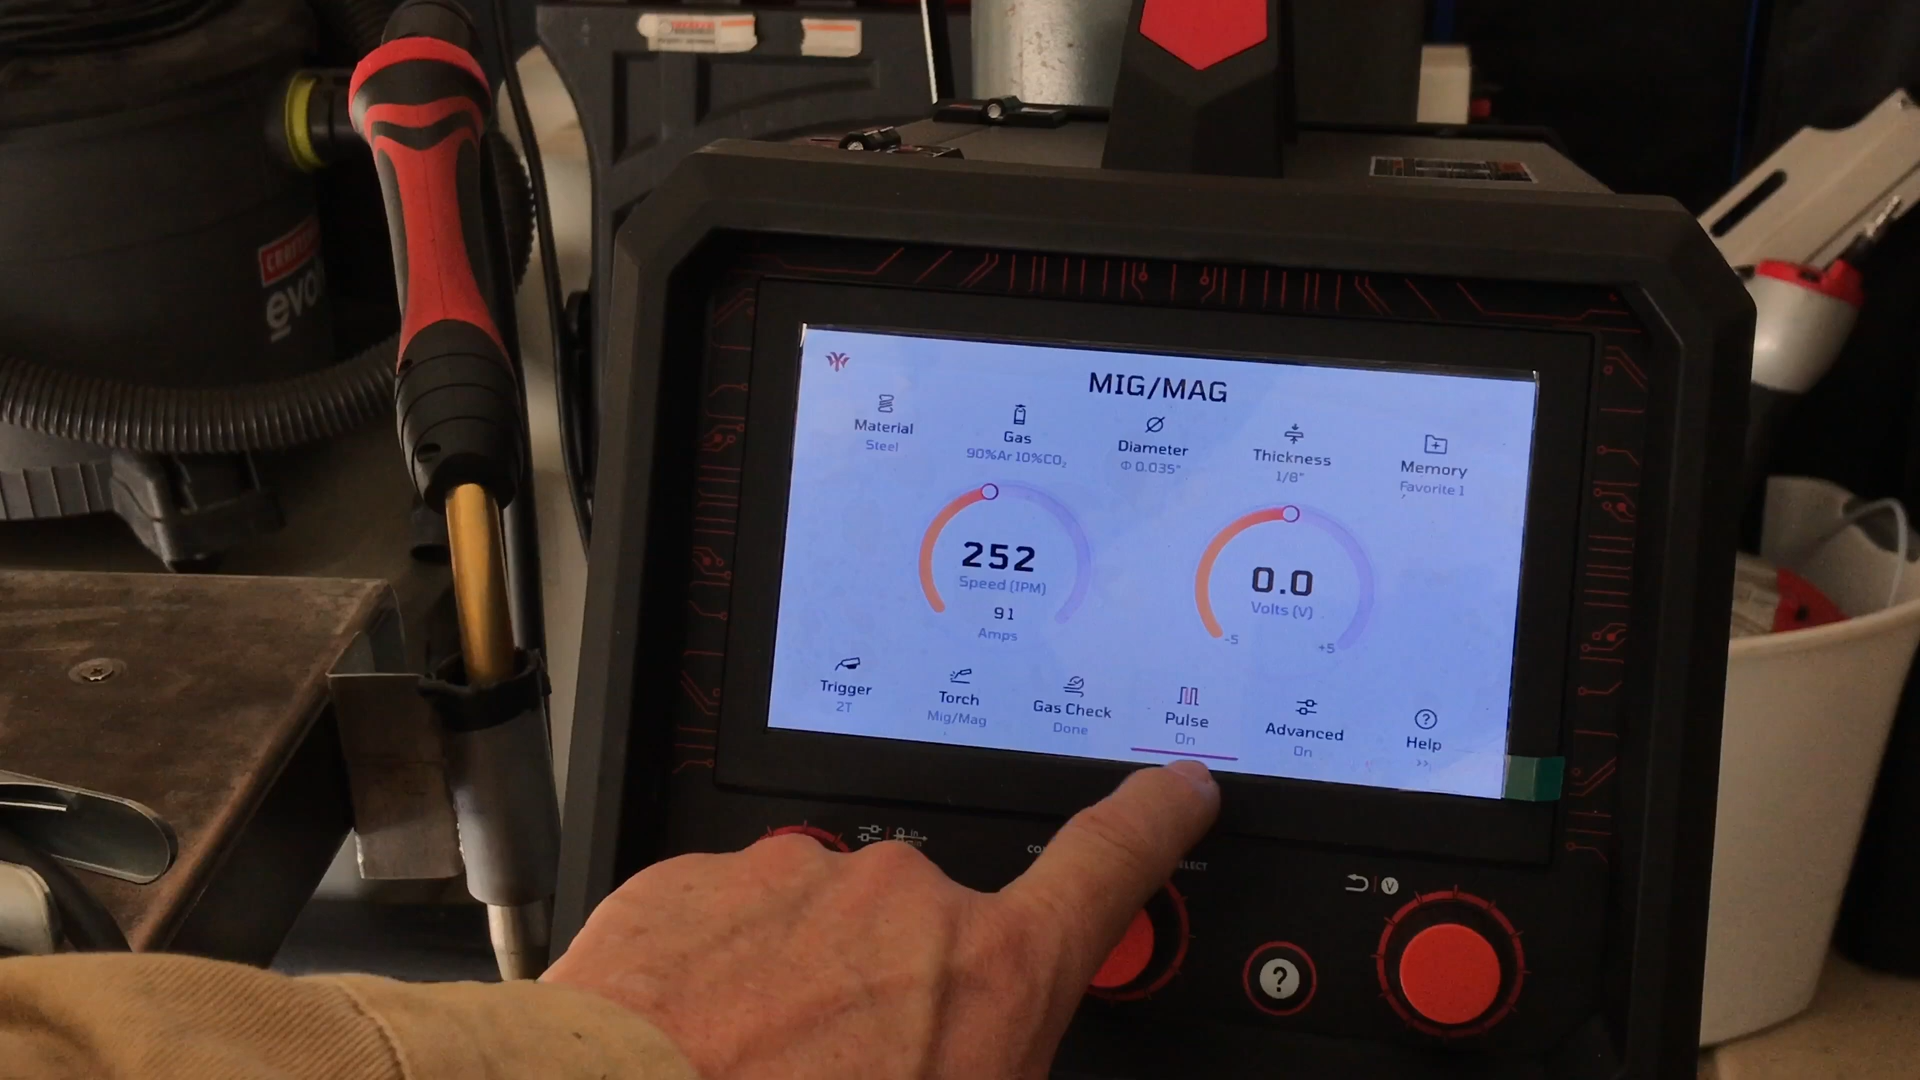 MIG/MAG
Material
Steel
Gas
90%Ar 10%CO₂
Diameter
Φ 0.035"
Thickness
1/8"
Memory
Favorite 1
252
Speed (IPM)
91
Amps
0.0
Volts (V)
-5
+5
Trigger
2T
Torch
Mig/Mag
Gas Check
Done
Pulse
On
Advanced
On
Help
>>
in
min
V
?
evo